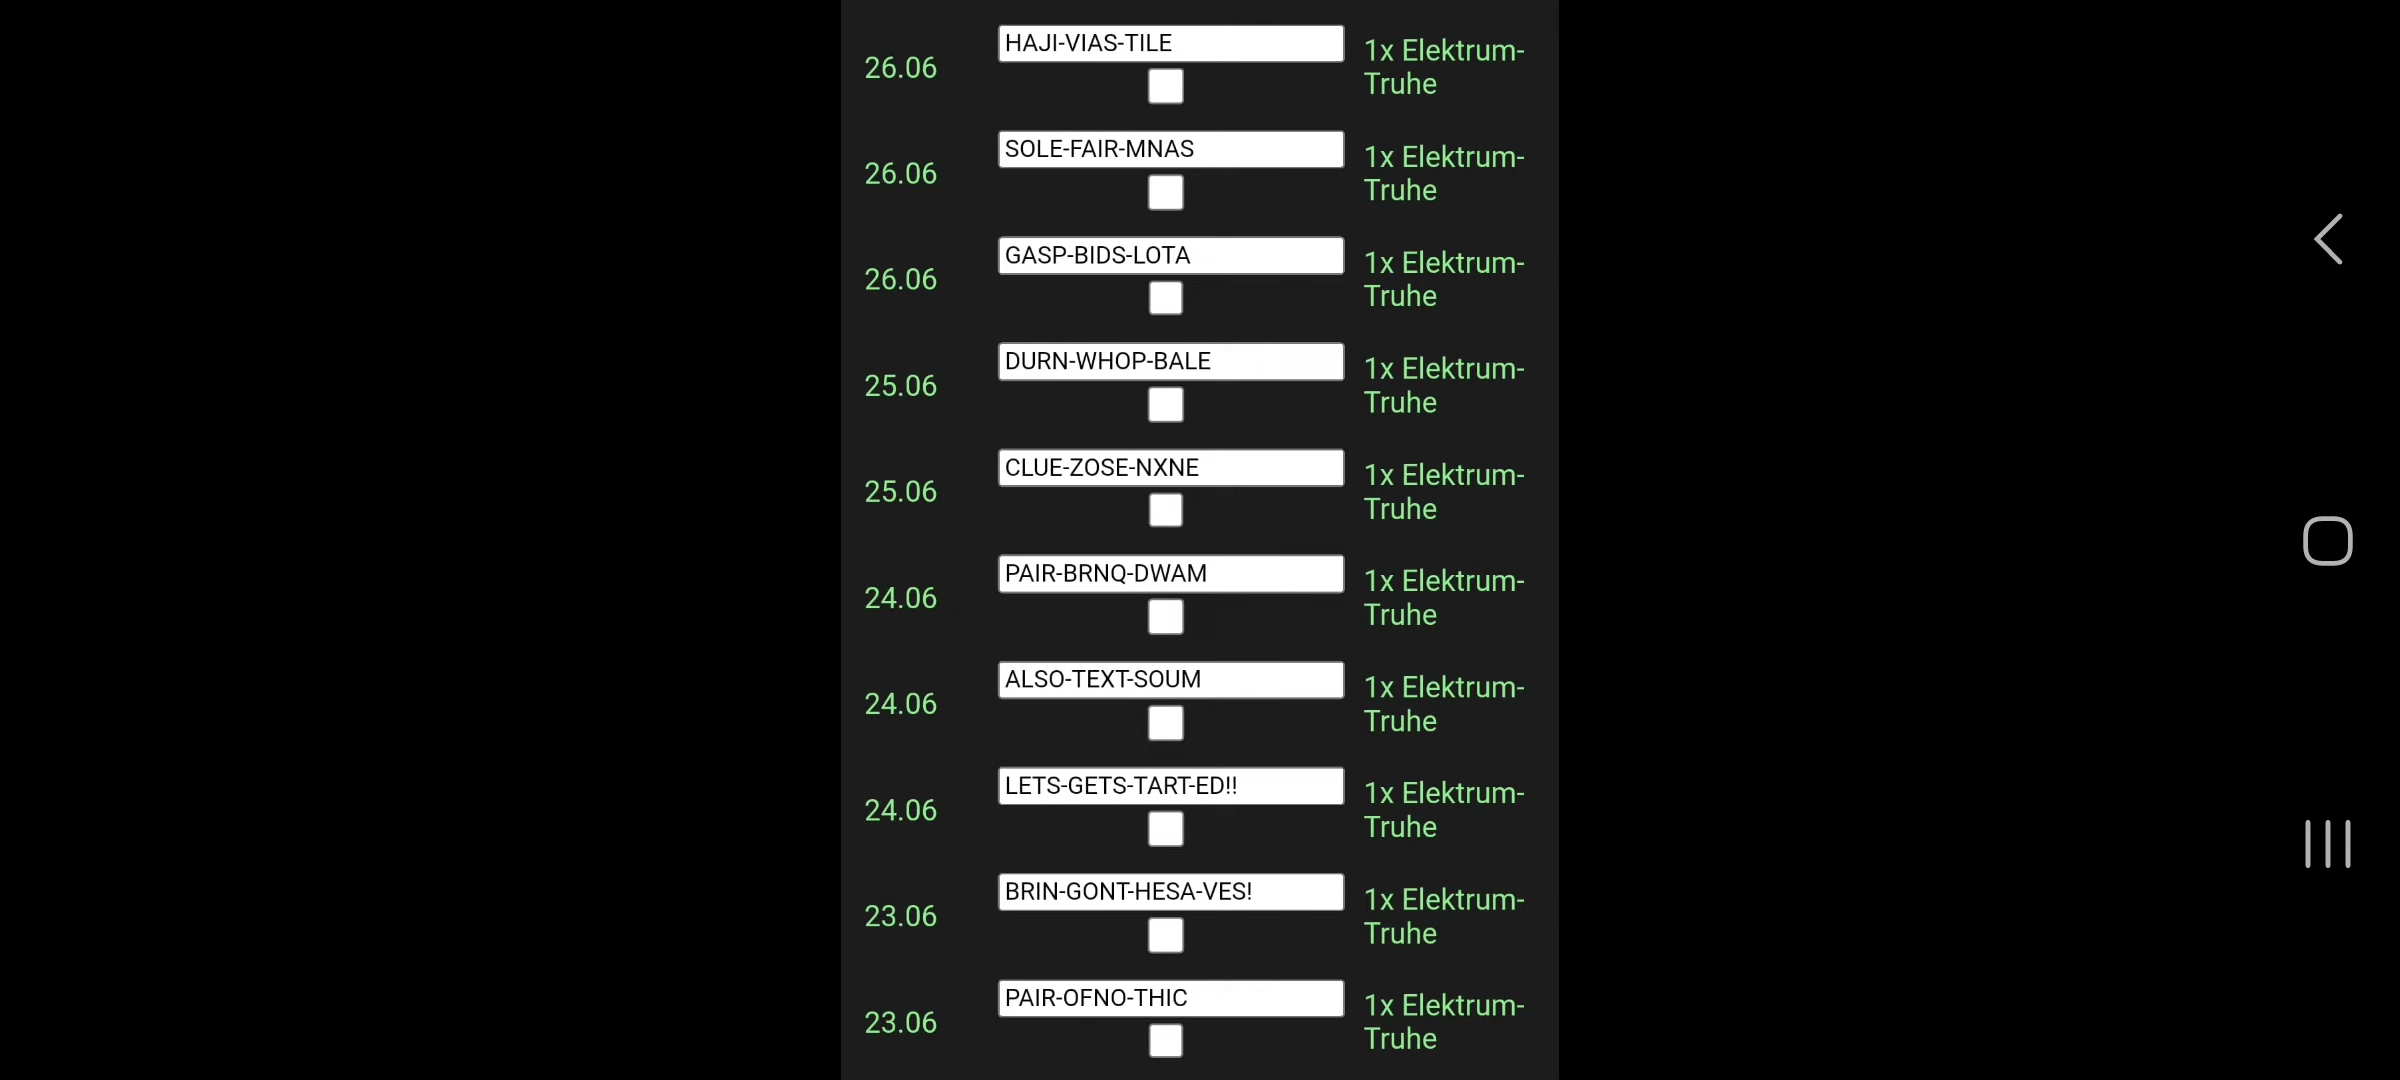 26.06 HAJI-VIAS-TILE 1x Elektrum-
Truhe
26.06 SOLE-FAIR-MNAS 1x Elektrum-
Truhe
26.06 GASP-BIDS-LOTA 1x Elektrum-
Truhe
25.06 DURN-WHOP-BALE 1x Elektrum-
Truhe
25.06 CLUE-ZOSE-NXNE 1x Elektrum-
Truhe
24.06 PAIR-BRNQ-DWAM 1x Elektrum-
Truhe
24.06 ALSO-TEXT-SOUM 1x Elektrum-
Truhe
24.06 LETS-GETS-TART-ED!! 1x Elektrum-
Truhe
23.06 BRIN-GONT-HESA-VES! 1x Elektrum-
Truhe
23.06 PAIR-OFNO-THIC 1x Elektrum-
Truhe